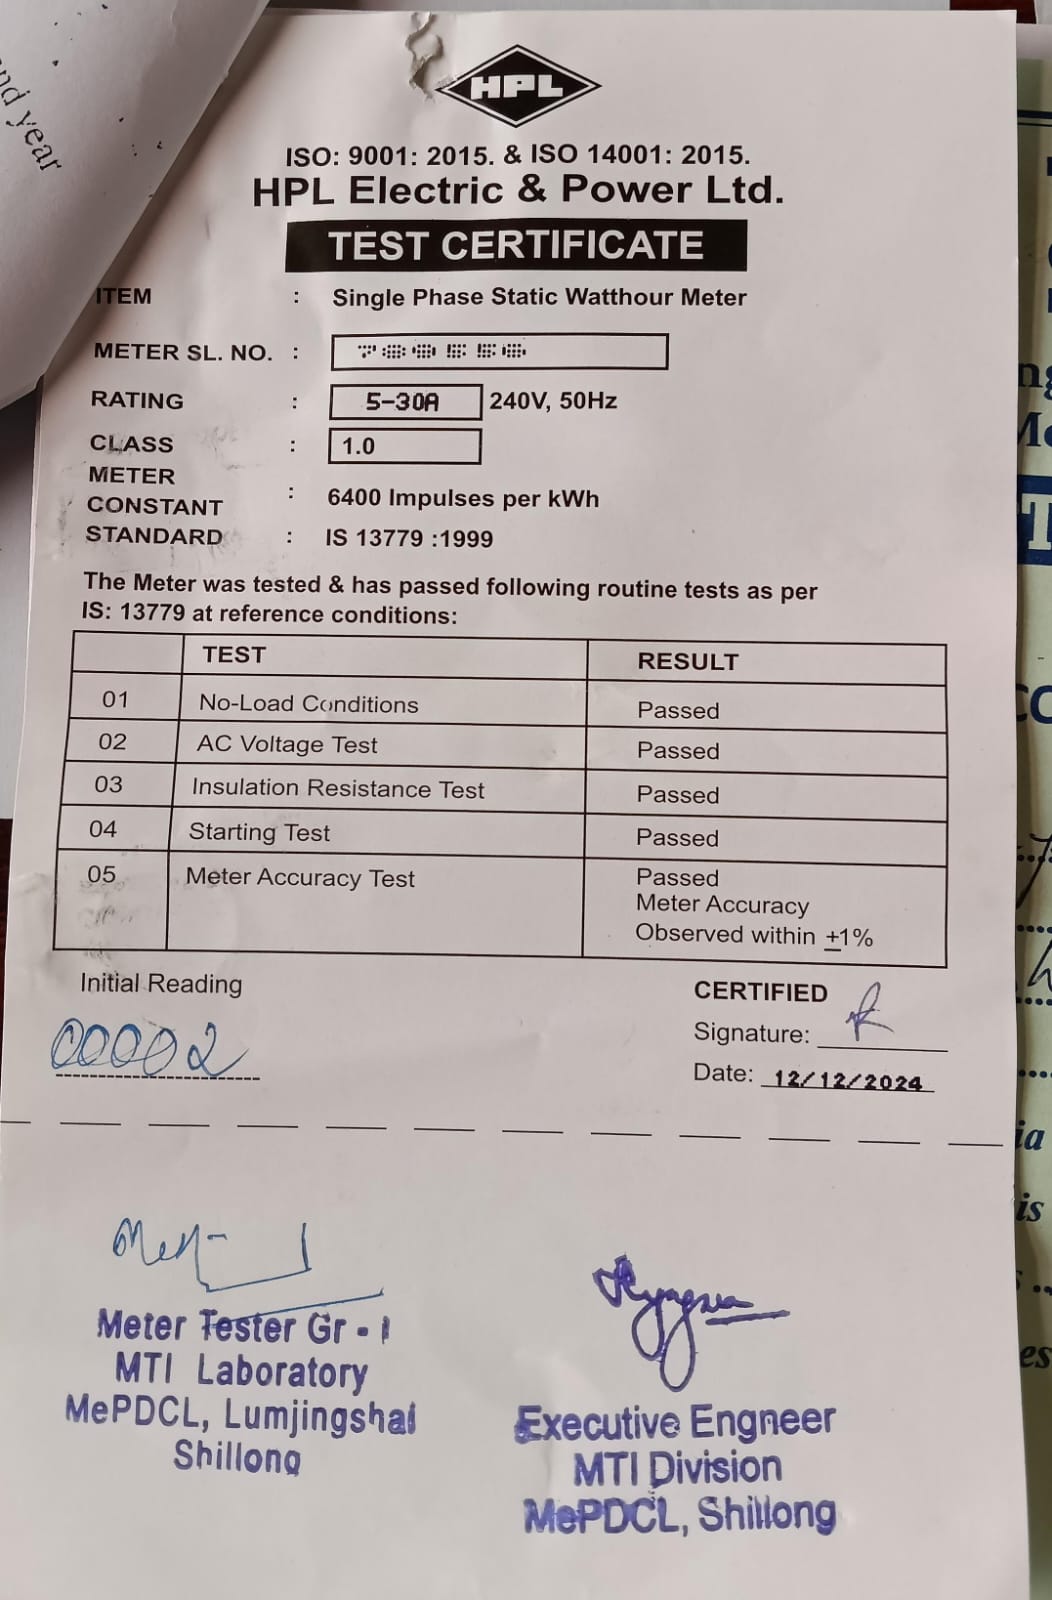 nd year
HPL
ISO: 9001: 2015. & ISO 14001: 2015.
HPL Electric & Power Ltd.
TEST CERTIFICATE
ITEM : Single Phase Static Watthour Meter
METER SL. NO. :
RATING : 5-30A 240V, 50Hz
CLASS : 1.0
METER
CONSTANT : 6400 Impulses per kWh
STANDARD : IS 13779 :1999
The Meter was tested & has passed following routine tests as per
IS: 13779 at reference conditions:
TEST RESULT
01 No-Load Conditions Passed
02 AC Voltage Test Passed
03 Insulation Resistance Test Passed
04 Starting Test Passed
05 Meter Accuracy Test Passed
Meter Accuracy
Observed within ±1%
Initial Reading
00002
CERTIFIED
Signature:
Date: 12/12/2024
Meter Tester Gr - I
MTI Laboratory
MePDCL, Lumjingshai
Shillong
Executive Engneer
MTI Division
MePDCL, Shillong